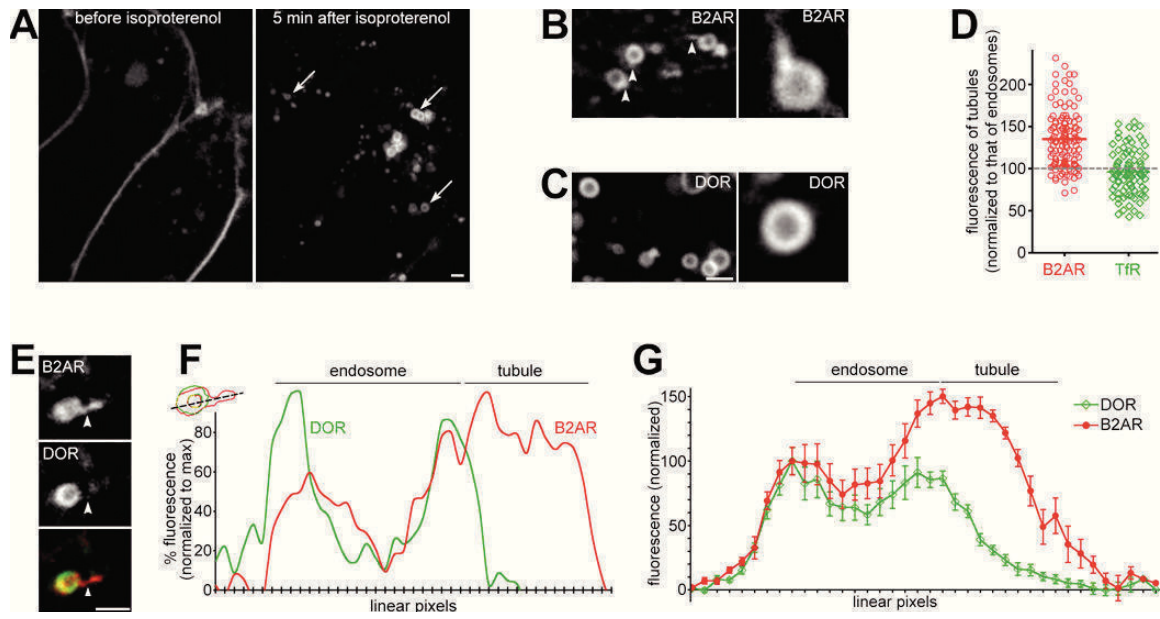 A
before isoproterenol
5 min after isoproterenol
B
B2AR
B2AR
C
DOR
DOR
D
fluorescence of tubules
(normalized to that of endosomes)
200
150
100
50
0
B2AR
TfR
E
B2AR
DOR
F
endosome
tubule
DOR
B2AR
% fluorescence
(normalized to max)
80
60
40
20
0
linear pixels
G
endosome
tubule
DOR
B2AR
fluorescence (normalized)
150
100
50
0
linear pixels